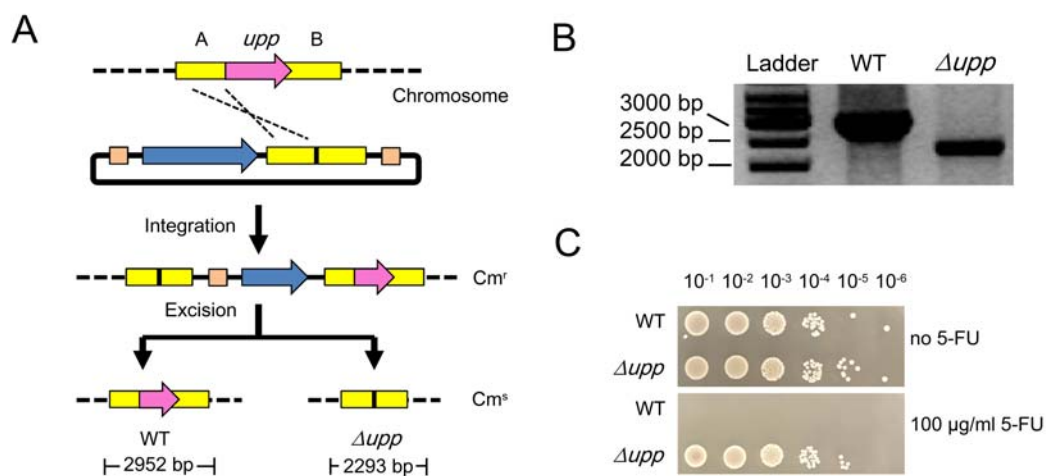 A
A upp B
Chromosome
Integration
Cmʳ
Excision
Cmˢ
WT
Δupp
2952 bp
2293 bp
B
Ladder WT Δupp
3000 bp
2500 bp
2000 bp
C
10⁻¹ 10⁻² 10⁻³ 10⁻⁴ 10⁻⁵ 10⁻⁶
WT
no 5-FU
Δupp
WT
100 µg/ml 5-FU
Δupp